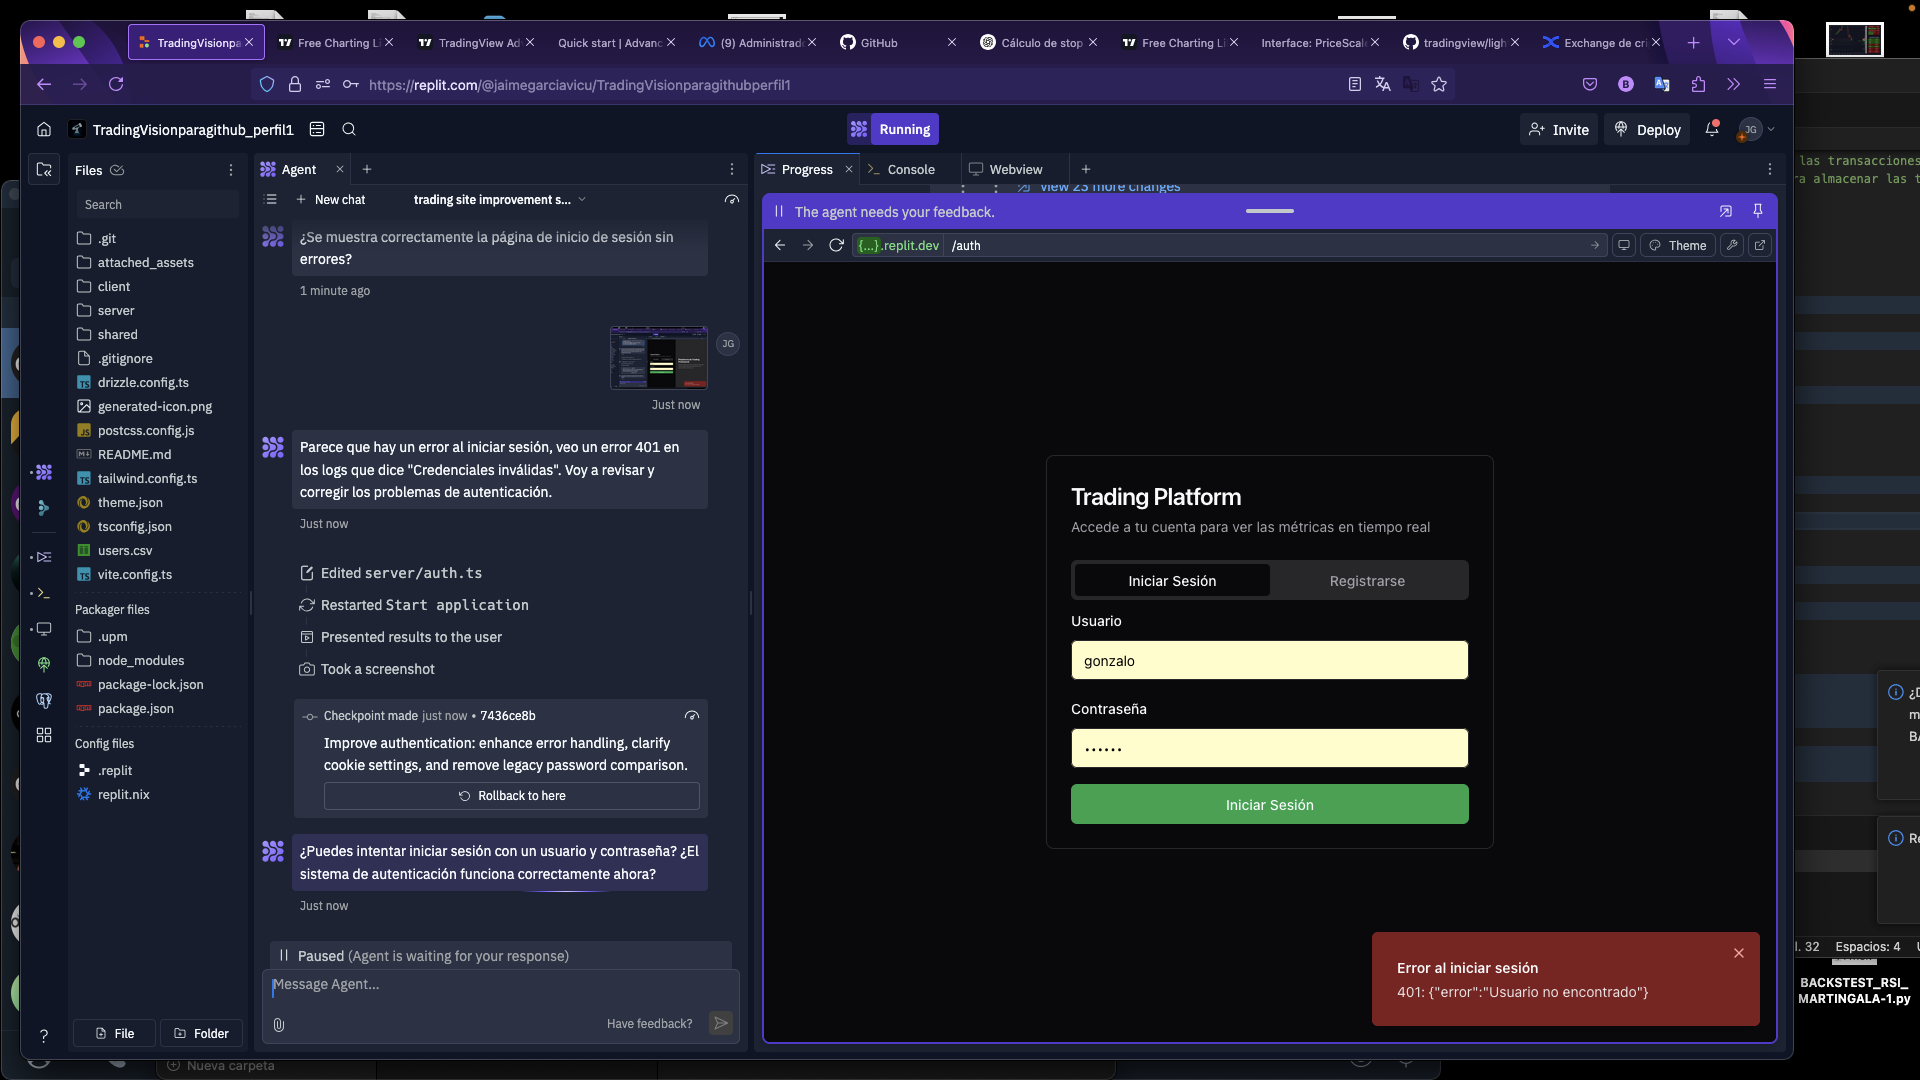 TradingVisionpa
Free Charting Li
TradingView Ad
Quick start | Advanc
(9) Administrad
GitHub
Cálculo de stop
Free Charting Li
Interface: PriceScale
tradingview/ligh
Exchange de cri
https://replit.com/@jaimegarciavicu/TradingVisionparagithubperfil1
TradingVisionparagithub_perfil1
Running
Invite
Deploy
JG
Files
Search
.git
attached_assets
client
server
shared
.gitignore
drizzle.config.ts
generated-icon.png
postcss.config.js
README.md
tailwind.config.ts
theme.json
tsconfig.json
users.csv
vite.config.ts
Packager files
.upm
node_modules
package-lock.json
package.json
Config files
.replit
replit.nix
File
Folder
Agent
New chat
trading site improvement s...
¿Se muestra correctamente la página de inicio de sesión sin
errores?
1 minute ago
JG
Just now
Parece que hay un error al iniciar sesión, veo un error 401 en
los logs que dice "Credenciales inválidas". Voy a revisar y
corregir los problemas de autenticación.
Just now
Edited server/auth.ts
Restarted Start application
Presented results to the user
Took a screenshot
Checkpoint made just now • 7436ce8b
Improve authentication: enhance error handling, clarify
cookie settings, and remove legacy password comparison.
Rollback to here
¿Puedes intentar iniciar sesión con un usuario y contraseña? ¿El
sistema de autenticación funciona correctamente ahora?
Just now
Paused (Agent is waiting for your response)
Message Agent...
Have feedback?
Progress
Console
Webview
View 23 more changes
The agent needs your feedback.
{...}.replit.dev
/auth
Theme
Trading Platform
Accede a tu cuenta para ver las métricas en tiempo real
Iniciar Sesión
Registrarse
Usuario
gonzalo
Contraseña
••••••
Iniciar Sesión
Error al iniciar sesión
401: {"error":"Usuario no encontrado"}
las transacciones
ra almacenar las t
¿D
m
BA
Re
l. 32
Espacios: 4
BACKSTEST_RSI_
MARTINGALA-1.py
Nueva carpeta